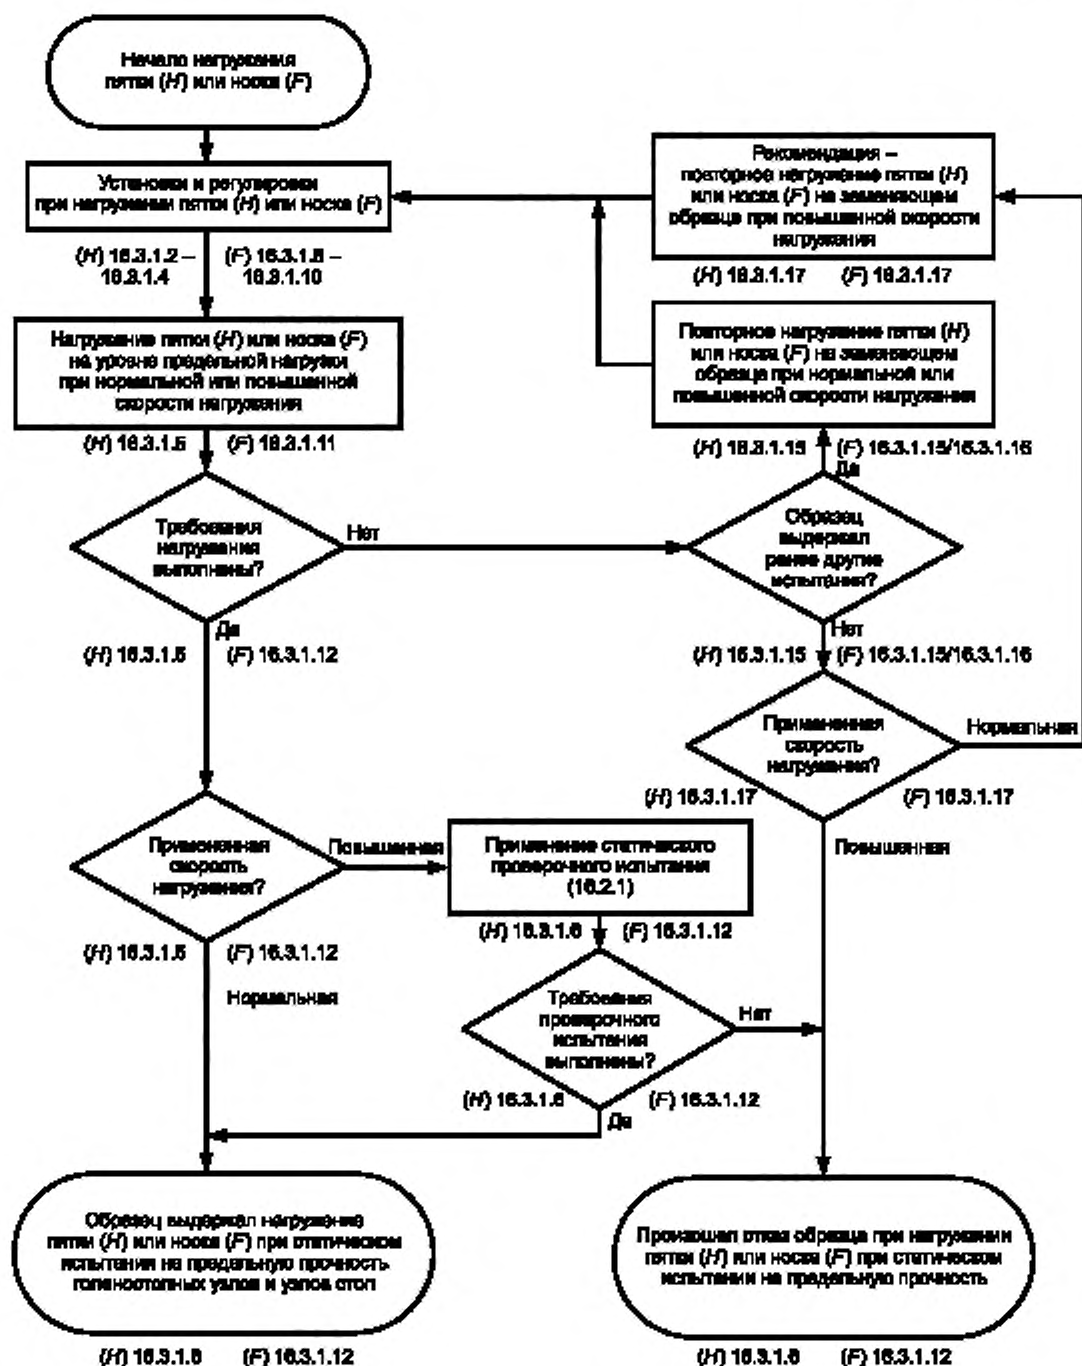 Начало нагружения
пятки (H) или носка (F)
Установки и регулировки
при нагружении пятки (H) или носка (F)
(H) 16.3.1.2 –
16.3.1.4
(F) 16.3.1.8 –
16.3.1.10
Рекомендация –
повторное нагружение пятки (H)
или носка (F) на заменяющем
образце при повышенной скорости
нагружения
(H) 16.3.1.17
(F) 16.3.1.17
Нагружение пятки (H) или носка (F)
на уровне предельной нагрузки
при нормальной или повышенной
скорости нагружения
(H) 16.3.1.5
(F) 16.3.1.11
Повторное нагружение пятки (H)
или носка (F) на заменяющем
образце при нормальной или
повышенной скорости нагружения
(H) 16.3.1.15
(F) 16.3.1.15/16.3.1.16
Да
Требования
нагружения
выполнены?
Нет
Образец
выдержал
ранее другие
испытания?
Да
(H) 16.3.1.6
(F) 16.3.1.12
Нет
(H) 16.3.1.15
(F) 16.3.1.15/16.3.1.16
Примененная
скорость
нагружения?
Нормальная
(H) 16.3.1.17
(F) 16.3.1.17
Повышенная
Примененная
скорость
нагружения?
Повышенная
(H) 16.3.1.6
(F) 16.3.1.12
Нормальная
Применение статического
проверочного испытания
(16.2.1)
(H) 16.3.1.6
(F) 16.3.1.12
Требования
проверочного
испытания
выполнены?
Нет
(H) 16.3.1.6
(F) 16.3.1.12
Да
Образец выдержал нагружение
пятки (H) или носка (F) при статическом
испытании на предельную прочность
голеностопных узлов и узлов стоп
(H) 16.3.1.6
(F) 16.3.1.12
Произошел отказ образца при нагружении
пятки (H) или носка (F) при статическом
испытании на предельную прочность
(H) 16.3.1.6
(F) 16.3.1.12